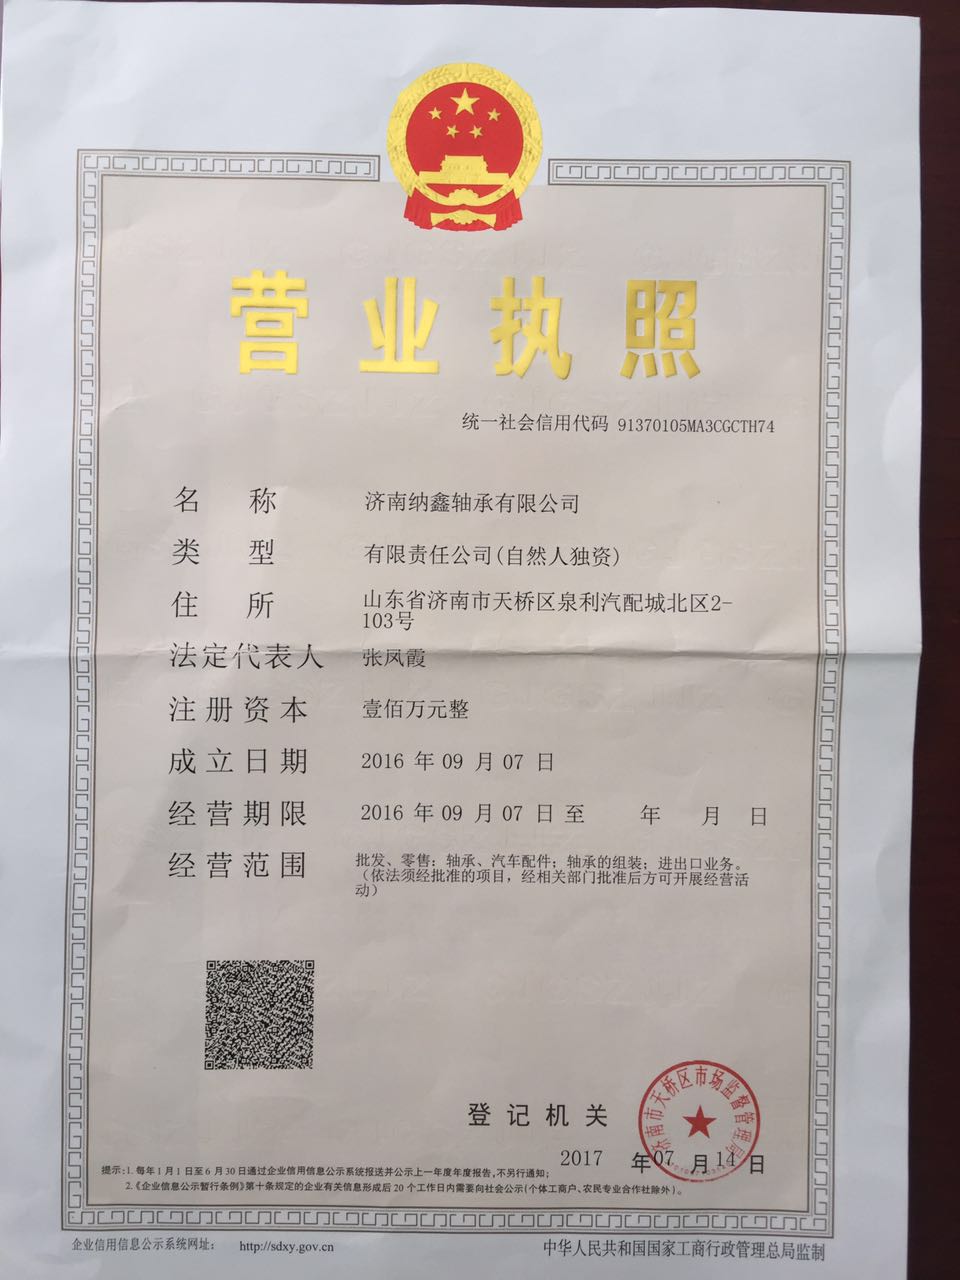 营业执照
统一社会信用代码 91370105MA3CGCTH74
名称 济南纳鑫轴承有限公司
类型 有限责任公司(自然人独资)
住所 山东省济南市天桥区泉利汽配城北区2-
103号
法定代表人 张凤霞
注册资本 壹佰万元整
成立日期 2016 年 09 月 07 日
经营期限 2016 年 09 月 07 日 至 年 月 日
经营范围 批发、零售：轴承、汽车配件；轴承的组装；进出口业务。
（依法须经批准的项目，经相关部门批准后方可开展经营活
动）
登记机关
济南市天桥区市场监督管理局
2017 年 07 月 14 日
提示：1. 每年1月1日至6月30日通过企业信用信息公示系统报送并公示上一年度年度报告，不另行通知；
2.《企业信息公示暂行条例》第十条规定的企业有关信息形成后20个工作日内需要向社会公示（个体工商户、农民专业合作社除外）。
企业信用信息公示系统网址： http://sdxy.gov.cn
中华人民共和国国家工商行政管理总局监制